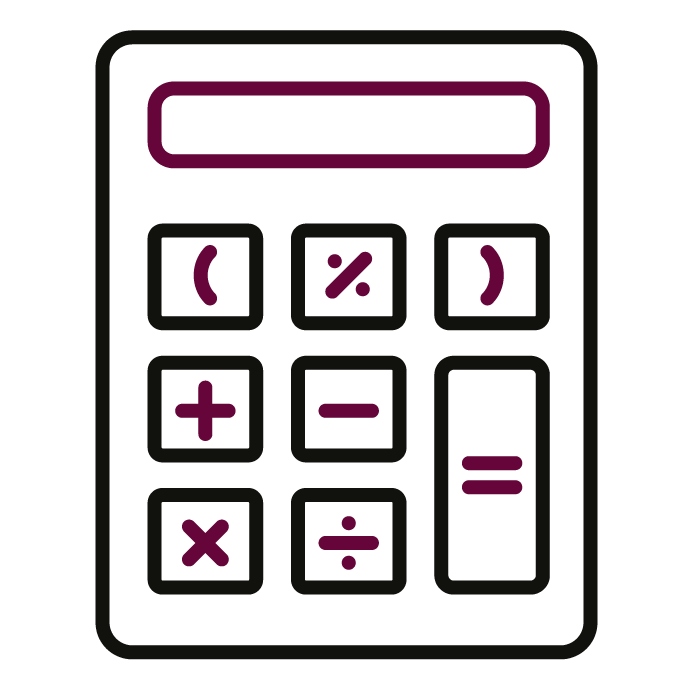 ( % )
+ − =
× ÷